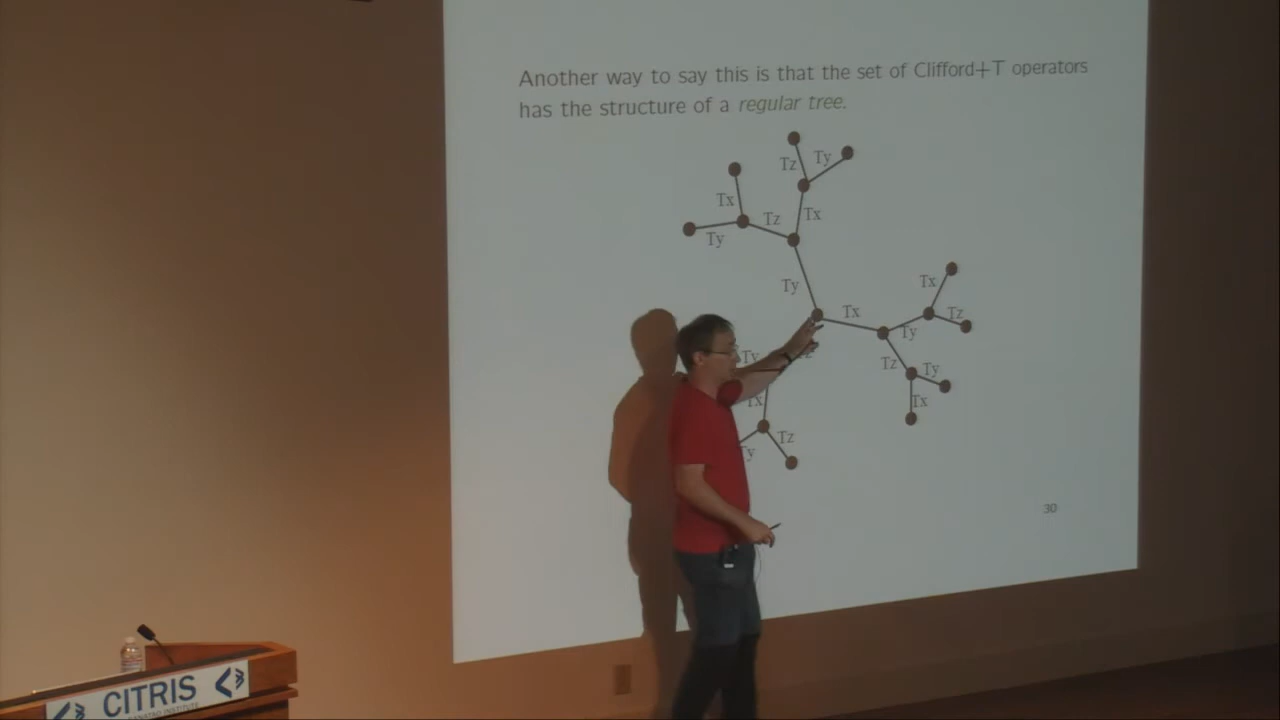 Another way to say this is that the set of Clifford+T operators
has the structure of a regular tree.
Tz Ty
Tx Tx
Tz
Ty
Ty
Tx
Tx
Tz
Ty
Ty
Tz
Ty
Tx
Tx
Tz
Ty
30
CITRIS